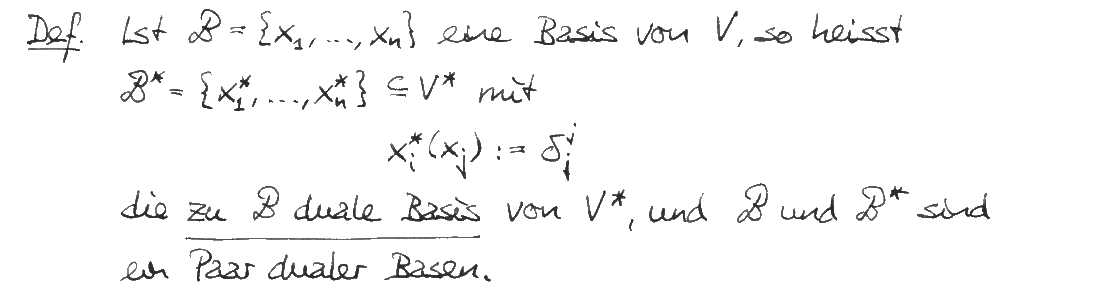 Def. Ist B = {x₁, ..., xₙ} eine Basis von V, so heisst
B* = {x₁*, ..., xₙ*} ⊆ V* mit
xᵢ*(xⱼ) := δⱼⁱ
die zu B duale Basis von V*, und B und B* sind
ein Paar dualer Basen.